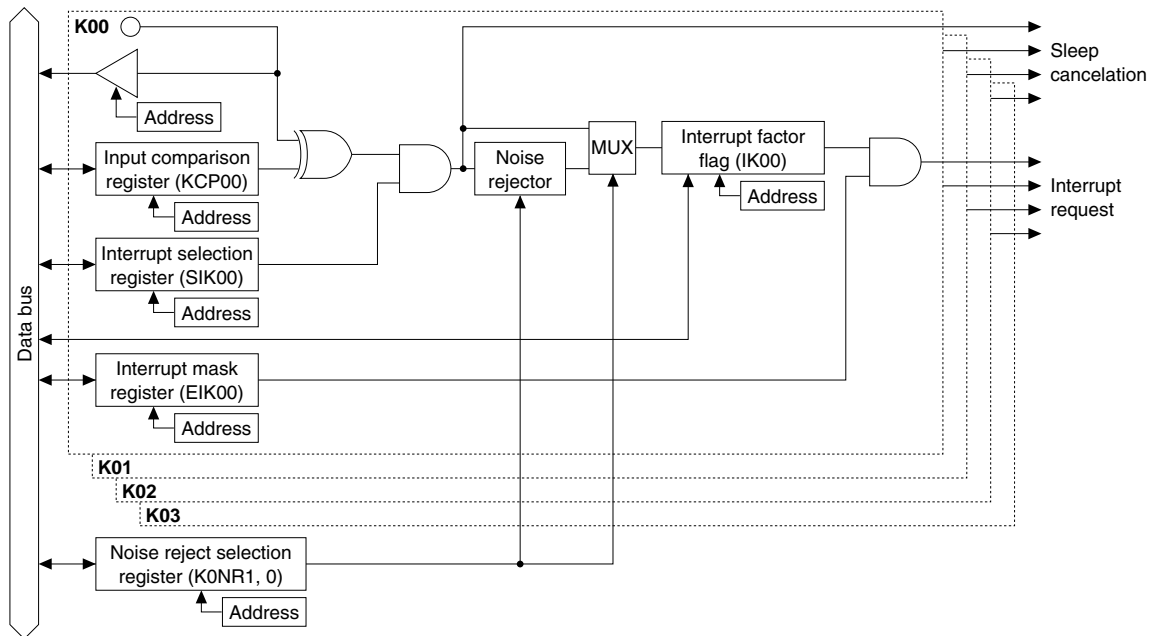 K00
Sleep
cancelation
Address
Input comparison
register (KCP00)
Noise
rejector
MUX
Interrupt factor
flag (IK00)
Address
Address
Interrupt
request
Interrupt selection
register (SIK00)
Address
Data bus
Interrupt mask
register (EIK00)
Address
K01
K02
K03
Noise reject selection
register (K0NR1, 0)
Address